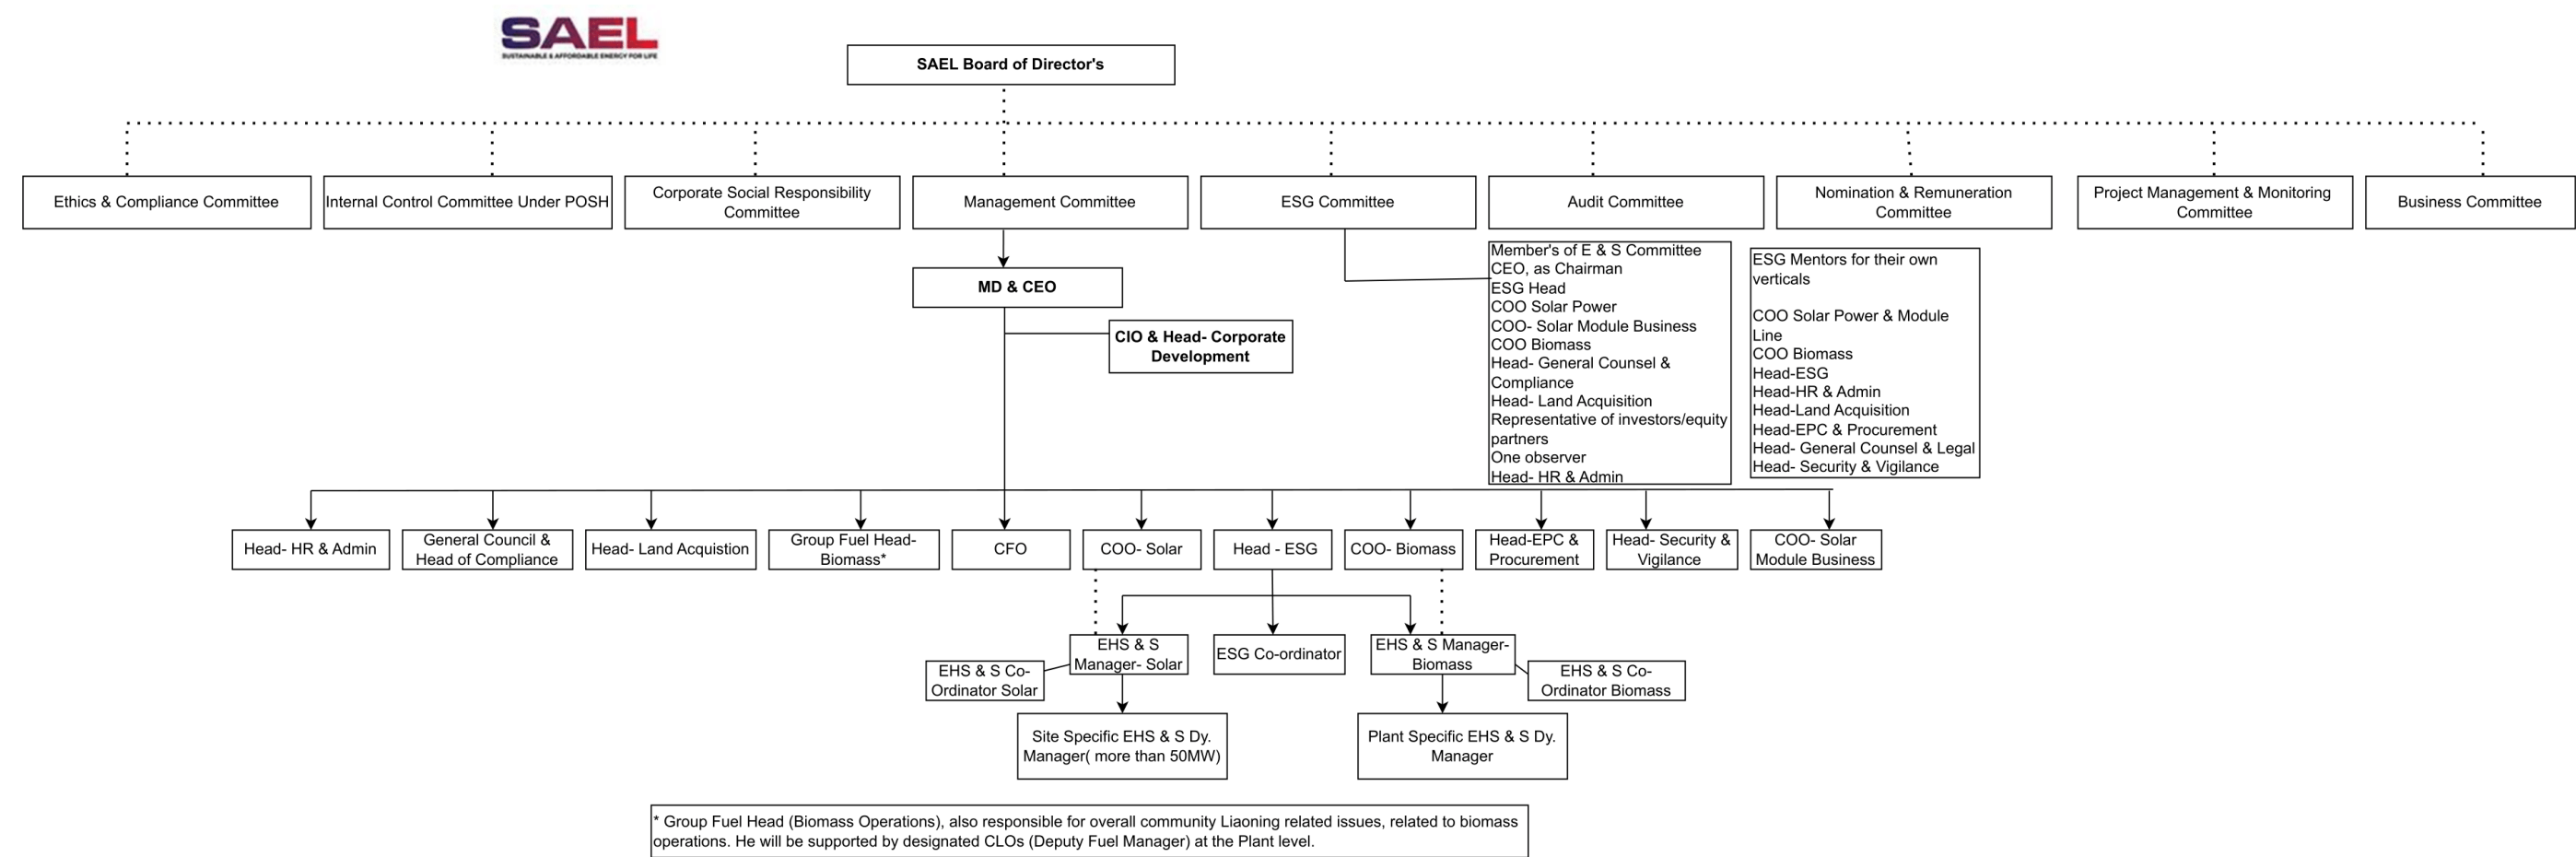 SAEL
SUSTAINABLE & AFFORDABLE ENERGY FOR LIFE
SAEL Board of Director's
Ethics & Compliance Committee
Internal Control Committee Under POSH
Corporate Social Responsibility
Committee
Management Committee
ESG Committee
Audit Committee
Nomination & Remuneration
Committee
Project Management & Monitoring
Committee
Business Committee
MD & CEO
CIO & Head- Corporate
Development
Member's of E & S Committee
CEO, as Chairman
ESG Head
COO Solar Power
COO- Solar Module Business
COO Biomass
Head- General Counsel &
Compliance
Head- Land Acquisition
Representative of investors/equity
partners
One observer
Head- HR & Admin
ESG Mentors for their own
verticals
COO Solar Power & Module
Line
COO Biomass
Head-ESG
Head-HR & Admin
Head-Land Acquisition
Head-EPC & Procurement
Head- General Counsel & Legal
Head- Security & Vigilance
Head- HR & Admin
General Council &
Head of Compliance
Head- Land Acquistion
Group Fuel Head-
Biomass*
CFO
COO- Solar
Head - ESG
COO- Biomass
Head-EPC &
Procurement
Head- Security &
Vigilance
COO- Solar
Module Business
EHS & S
Manager- Solar
ESG Co-ordinator
EHS & S Manager-
Biomass
EHS & S Co-
Ordinator Solar
EHS & S Co-
Ordinator Biomass
Site Specific EHS & S Dy.
Manager( more than 50MW)
Plant Specific EHS & S Dy.
Manager
* Group Fuel Head (Biomass Operations), also responsible for overall community Liaoning related issues, related to biomass
operations. He will be supported by designated CLOs (Deputy Fuel Manager) at the Plant level.